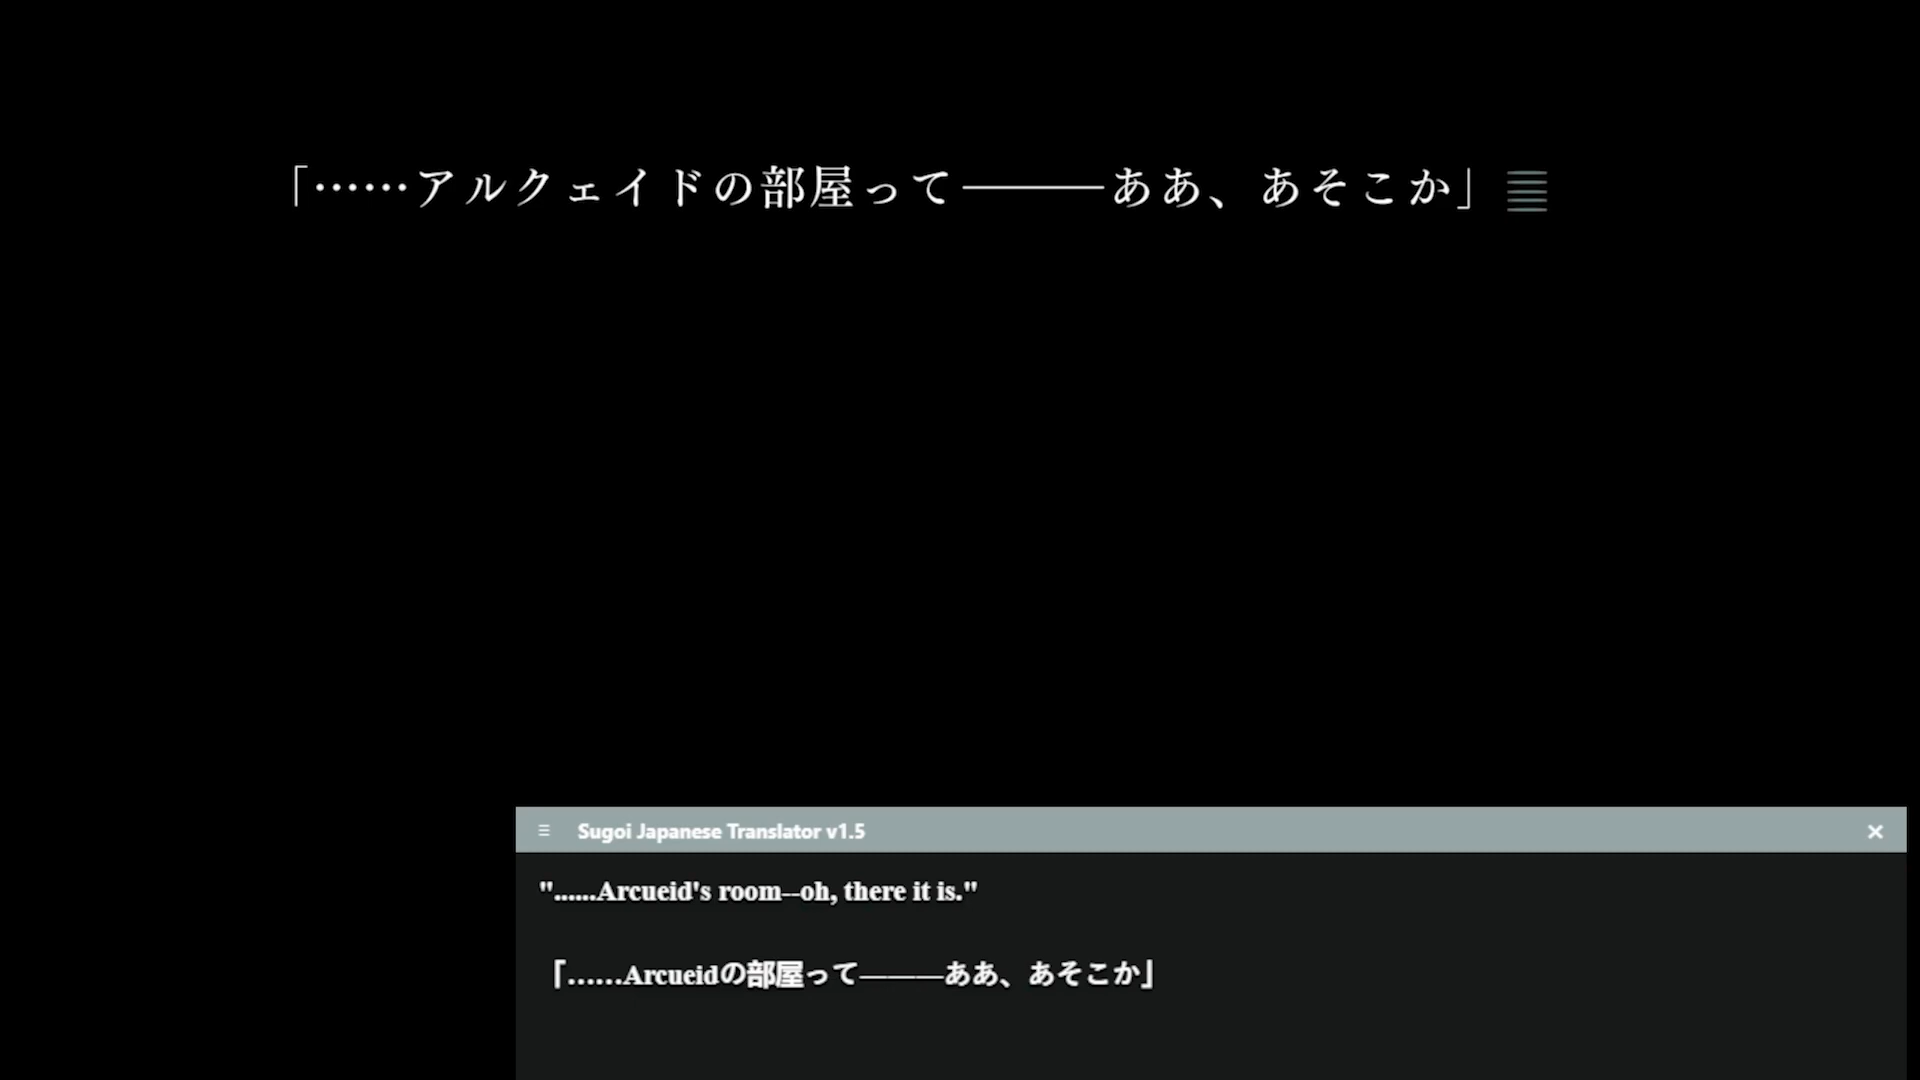 「……アルクェイドの部屋って―――ああ、あそこか」
Sugoi Japanese Translator v1.5
"......Arcueid's room--oh, there it is."
「……Arcueidの部屋って―――ああ、あそこか」